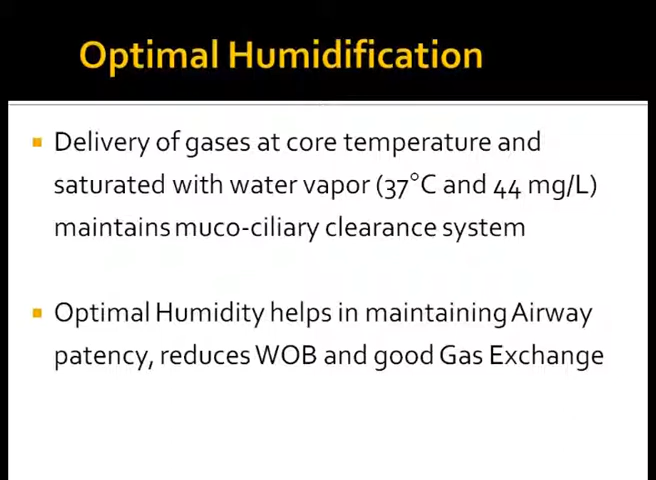 Optimal Humidification
Delivery of gases at core temperature and
saturated with water vapor (37°C and 44 mg/L)
maintains muco-ciliary clearance system
Optimal Humidity helps in maintaining Airway
patency, reduces WOB and good Gas Exchange